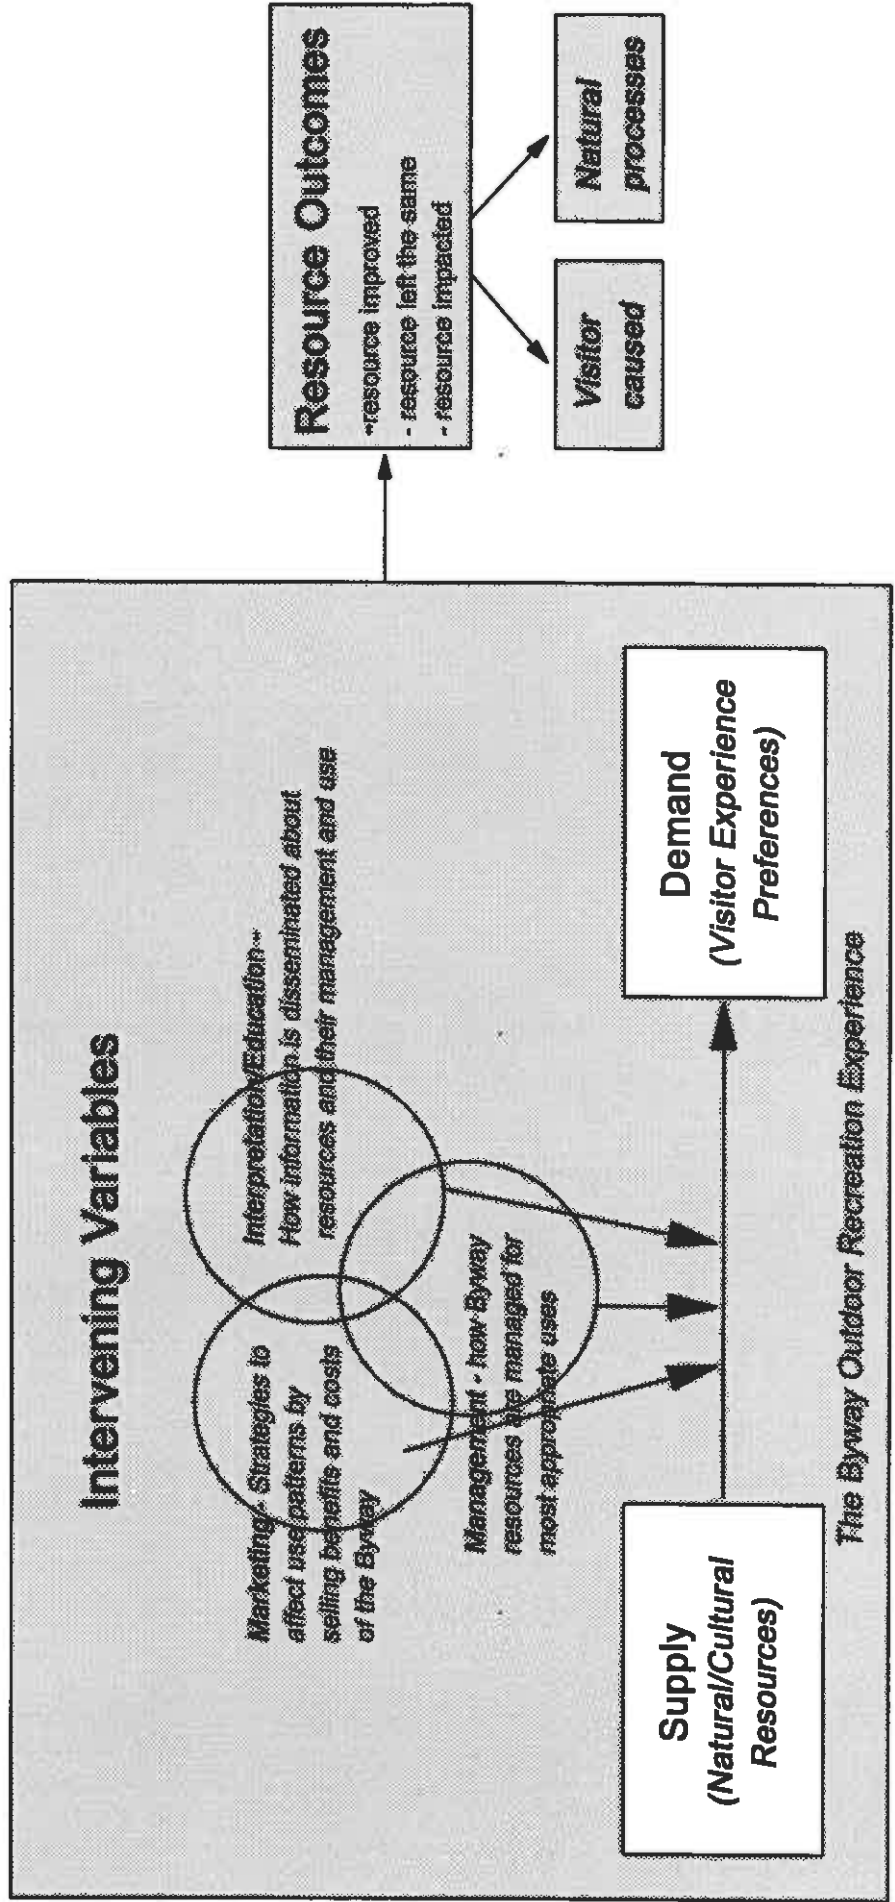 Intervening Variables
Marketing - Strategies to
affect use patterns by
selling benefits and costs
of the Byway
Interpretation/Education -
How information is disseminated about
resources and their management and use
Management - how Byway
resources are managed for
most appropriate uses
Supply
(Natural/Cultural
Resources)
Demand
(Visitor Experience
Preferences)
The Byway Outdoor Recreation Experience
Resource Outcomes
-resource improved
- resource left the same
- resource impacted
Visitor
caused
Natural
processes